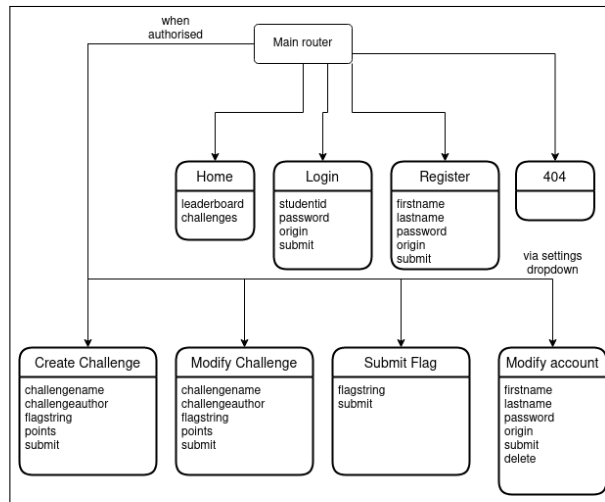 when
authorised
Main router
Home
leaderboard
challenges
Login
studentid
password
origin
submit
Register
firstname
lastname
password
origin
submit
404
via settings
dropdown
Create Challenge
challengename
challengeauthor
flagstring
points
submit
Modify Challenge
challengename
challengeauthor
flagstring
points
submit
Submit Flag
flagstring
submit
Modify account
firstname
lastname
password
origin
submit
delete